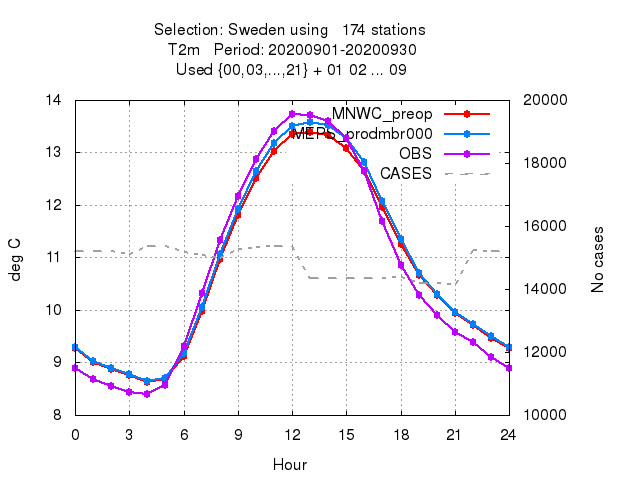 Selection: Sweden using 174 stations
T2m Period: 20200901-20200930
Used {00,03,...,21} + 01 02 ... 09
MNWC_preop
MEPS_prodmbr000
OBS
CASES
14
13
12
11
10
9
8
deg C
20000
18000
16000
14000
12000
10000
No cases
0 3 6 9 12 15 18 21 24
Hour